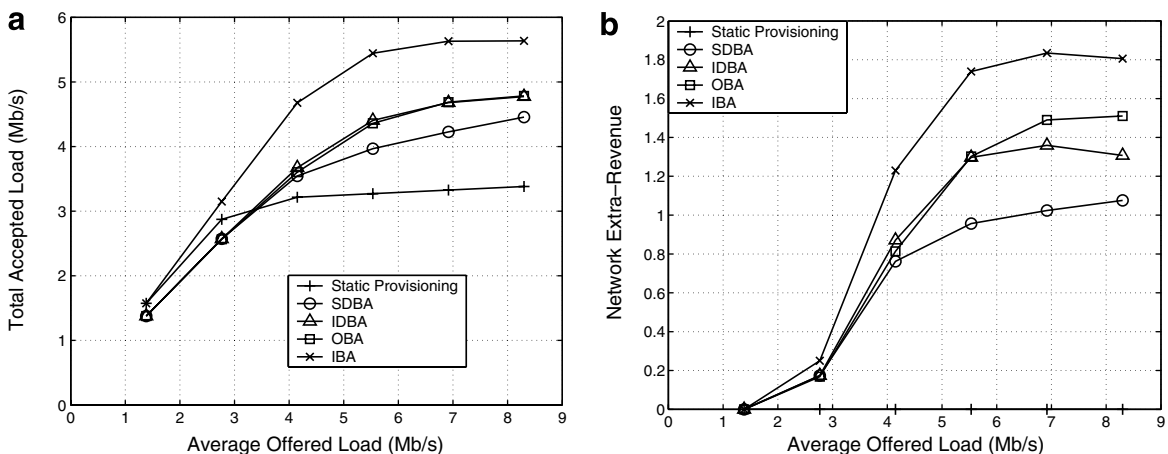 a
6
5
4
3
2
1
0
Total Accepted Load (Mb/s)
Static Provisioning
SDBA
IDBA
OBA
IBA
0 1 2 3 4 5 6 7 8 9
Average Offered Load (Mb/s)
b
2
1.8
1.6
1.4
1.2
1
0.8
0.6
0.4
0.2
0
Network Extra–Revenue
Static Provisioning
SDBA
IDBA
OBA
IBA
0 1 2 3 4 5 6 7 8 9
Average Offered Load (Mb/s)